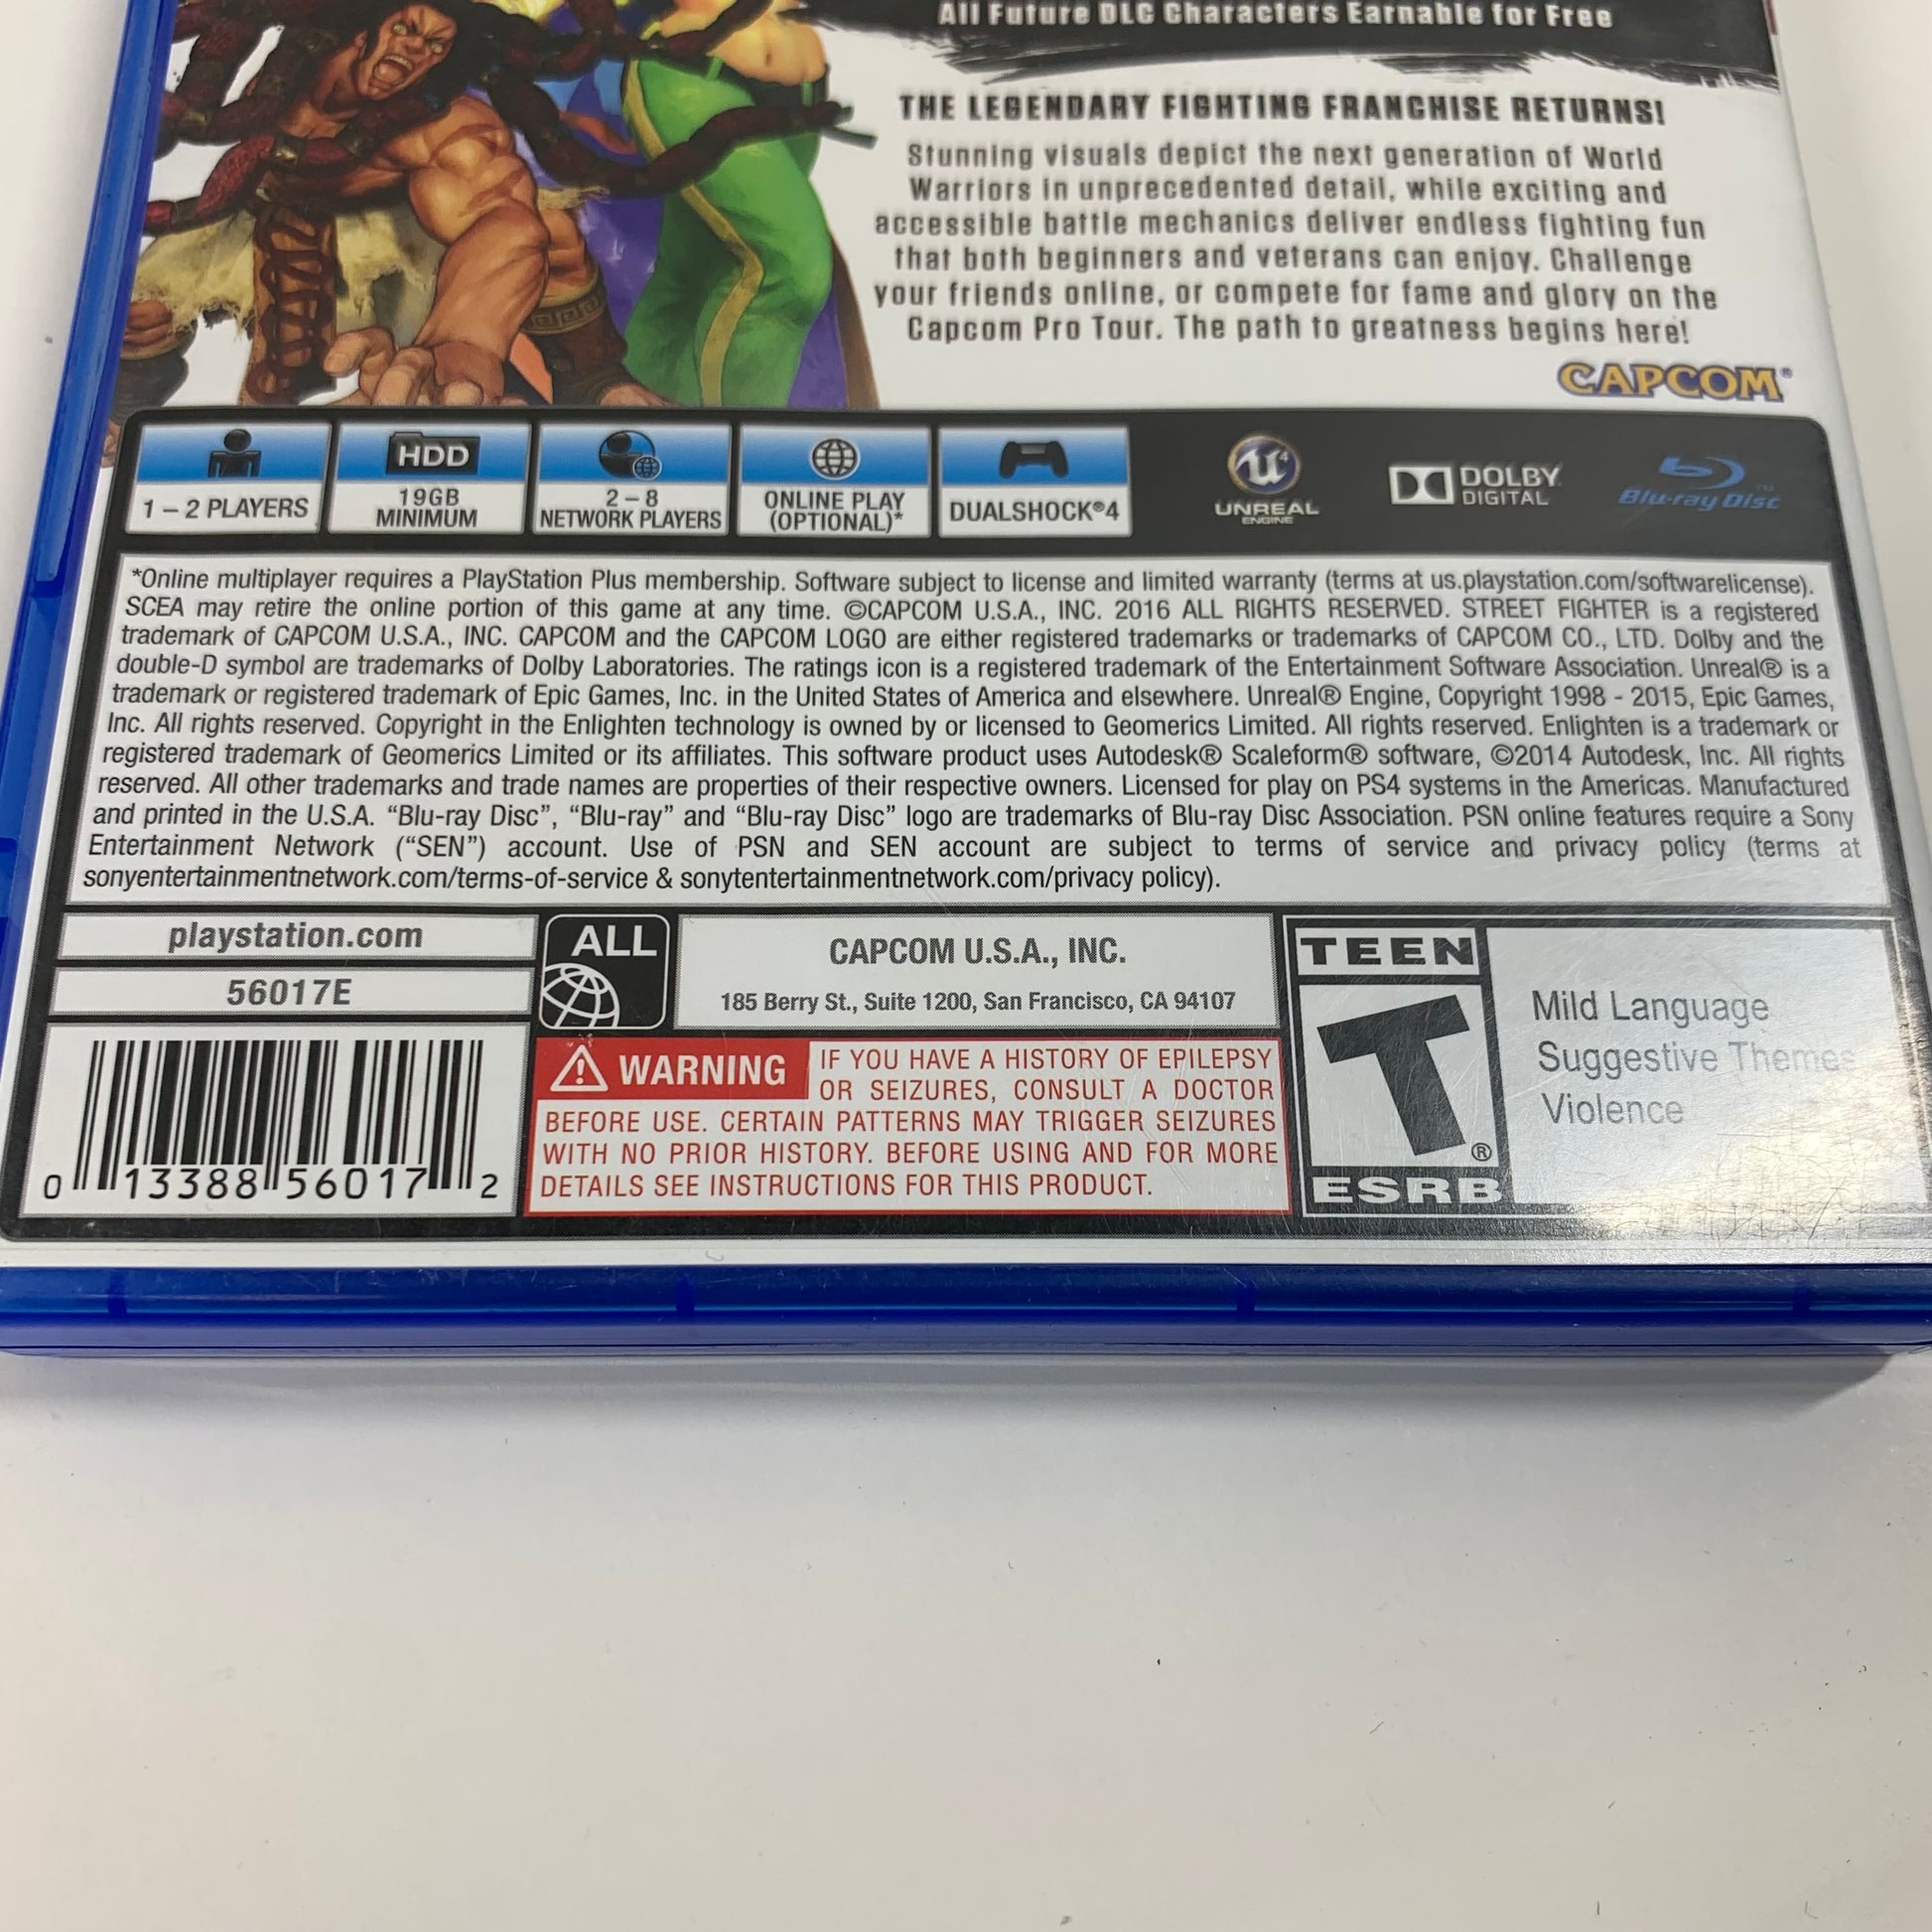 All Future DLC Characters Earnable for Free
THE LEGENDARY FIGHTING FRANCHISE RETURNS!
Stunning visuals depict the next generation of World
Warriors in unprecedented detail, while exciting and
accessible battle mechanics deliver endless fighting fun
that both beginners and veterans can enjoy. Challenge
your friends online, or compete for fame and glory on the
Capcom Pro Tour. The path to greatness begins here!
CAPCOM®
1 – 2 PLAYERS
HDD
19GB
MINIMUM
2 – 8
NETWORK PLAYERS
ONLINE PLAY
(OPTIONAL)*
DUALSHOCK®4
U4
UNREAL
ENGINE
DOLBY
DIGITAL
Blu-ray Disc™
*Online multiplayer requires a PlayStation Plus membership. Software subject to license and limited warranty (terms at us.playstation.com/softwarelicense).
SCEA may retire the online portion of this game at any time. ©CAPCOM U.S.A., INC. 2016 ALL RIGHTS RESERVED. STREET FIGHTER is a registered
trademark of CAPCOM U.S.A., INC. CAPCOM and the CAPCOM LOGO are either registered trademarks or trademarks of CAPCOM CO., LTD. Dolby and the
double-D symbol are trademarks of Dolby Laboratories. The ratings icon is a registered trademark of the Entertainment Software Association. Unreal® is a
trademark or registered trademark of Epic Games, Inc. in the United States of America and elsewhere. Unreal® Engine, Copyright 1998 - 2015, Epic Games,
Inc. All rights reserved. Copyright in the Enlighten technology is owned by or licensed to Geomerics Limited. All rights reserved. Enlighten is a trademark or
registered trademark of Geomerics Limited or its affiliates. This software product uses Autodesk® Scaleform® software, ©2014 Autodesk, Inc. All rights
reserved. All other trademarks and trade names are properties of their respective owners. Licensed for play on PS4 systems in the Americas. Manufactured
and printed in the U.S.A. “Blu-ray Disc”, “Blu-ray” and “Blu-ray Disc” logo are trademarks of Blu-ray Disc Association. PSN online features require a Sony
Entertainment Network (“SEN”) account. Use of PSN and SEN account are subject to terms of service and privacy policy (terms at
sonyentertainmentnetwork.com/terms-of-service & sonytentertainmentnetwork.com/privacy policy).
playstation.com
56017E
ALL
CAPCOM U.S.A., INC.
185 Berry St., Suite 1200, San Francisco, CA 94107
0 13388 56017 2
WARNING
IF YOU HAVE A HISTORY OF EPILEPSY
OR SEIZURES, CONSULT A DOCTOR
BEFORE USE. CERTAIN PATTERNS MAY TRIGGER SEIZURES
WITH NO PRIOR HISTORY. BEFORE USING AND FOR MORE
DETAILS SEE INSTRUCTIONS FOR THIS PRODUCT.
TEEN
T®
ESRB
Mild Language
Suggestive Themes
Violence